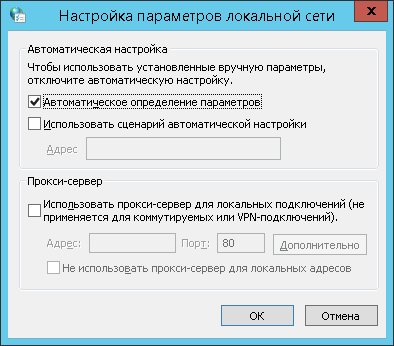 Настройка параметров локальной сети
x
Автоматическая настройка
Чтобы использовать установленные вручную параметры,
отключите автоматическую настройку.
Автоматическое определение параметров
Использовать сценарий автоматической настройки
Адрес
Прокси-сервер
Использовать прокси-сервер для локальных подключений (не
применяется для коммутируемых или VPN-подключений).
Адрес:
Порт:
80
Дополнительно
Не использовать прокси-сервер для локальных адресов
ОК
Отмена